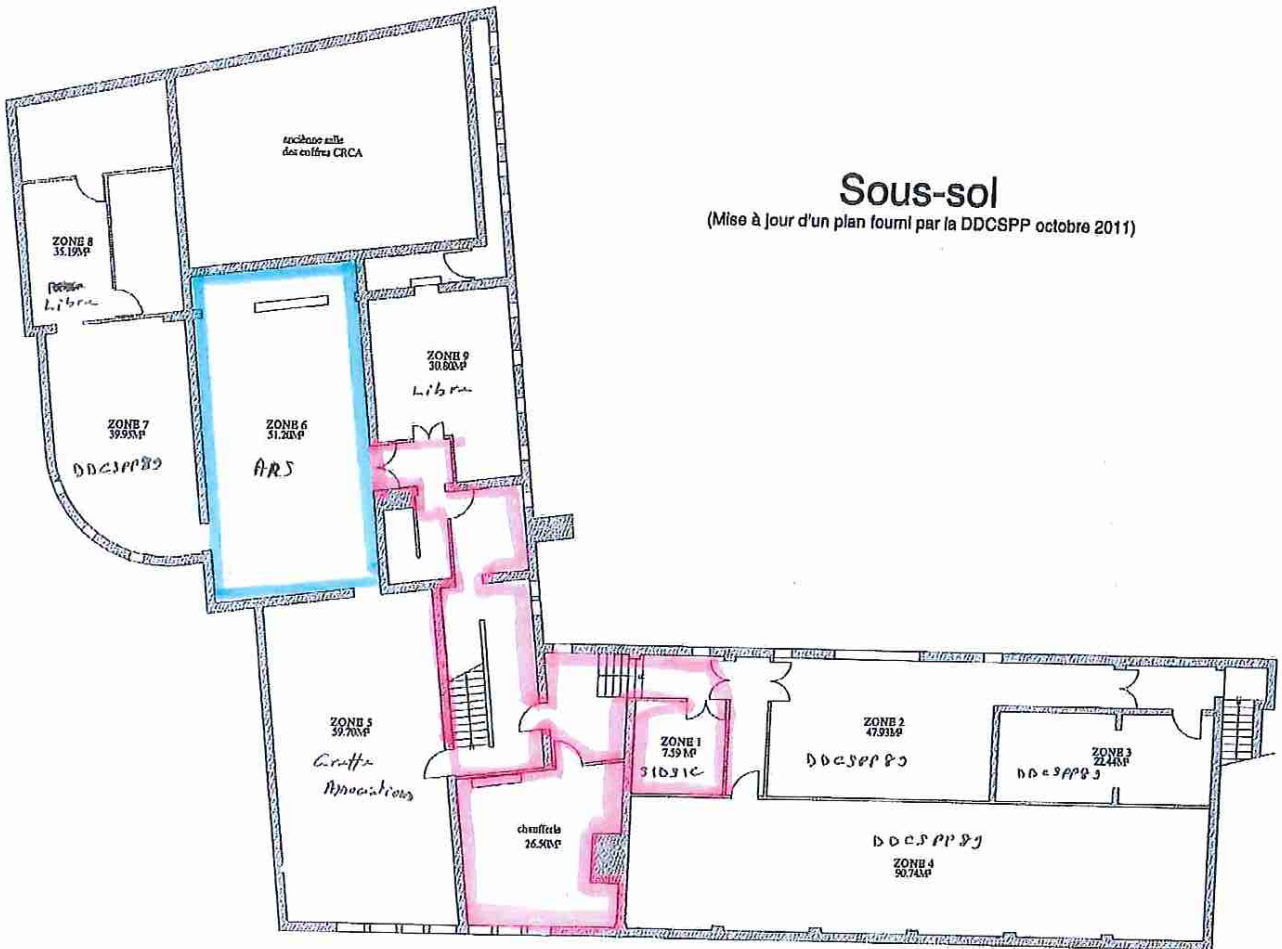 Sous-sol
(Mise à jour d'un plan fourni par la DDCSPP octobre 2011)
ancienne salle
des coffres CRCA
ZONE 8
35.19M²
Libre
ZONE 7
39.95M²
DDCSPP89
ZONE 6
51.20M²
ARS
ZONE 9
30.80M²
Libre
ZONE 5
59.70M²
Greffe
Associations
chaufferie
26.50M²
ZONE 1
7.59 M²
SIDSIC
ZONE 2
47.93M²
DDCSPP89
ZONE 3
22.44M²
DDCSPP89
DDCSPP89
ZONE 4
90.74M²